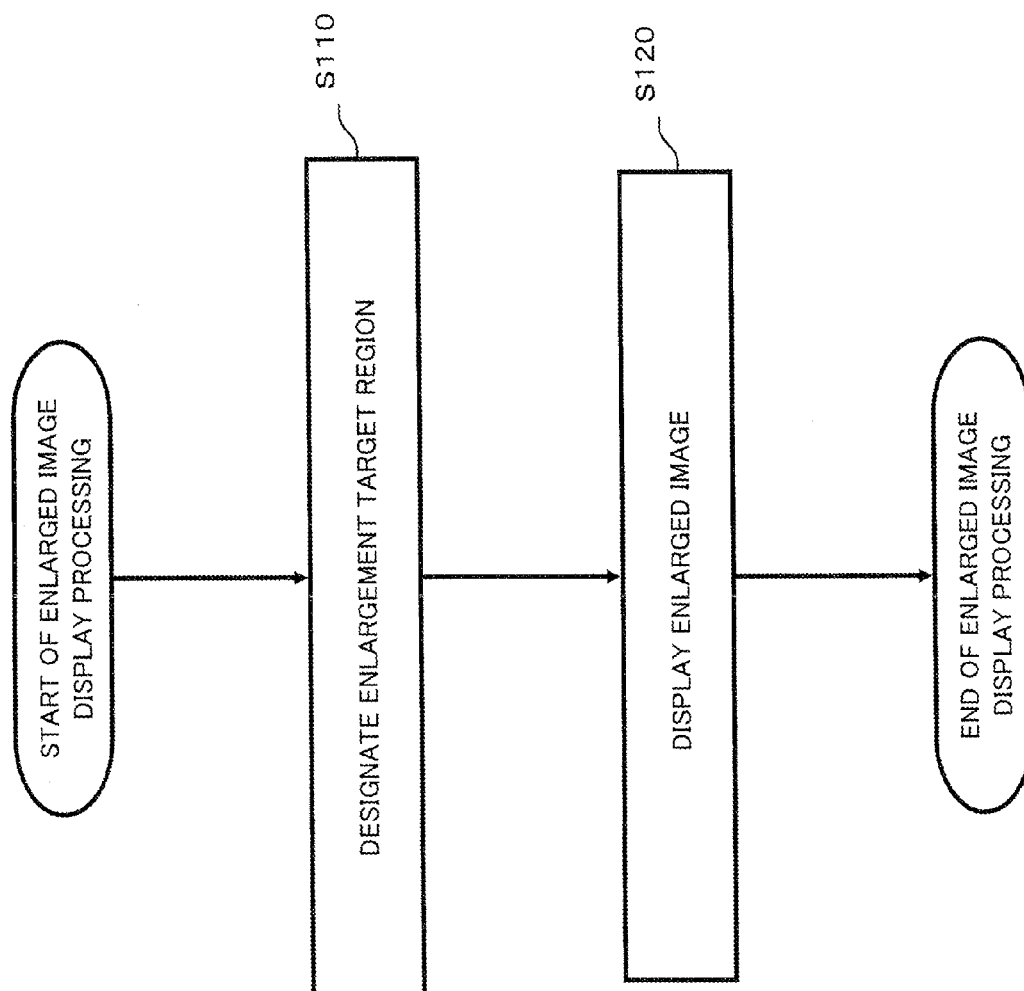 START OF ENLARGED IMAGE
DISPLAY PROCESSING
S110
DESIGNATE ENLARGEMENT TARGET REGION
S120
DISPLAY ENLARGED IMAGE
END OF ENLARGED IMAGE
DISPLAY PROCESSING